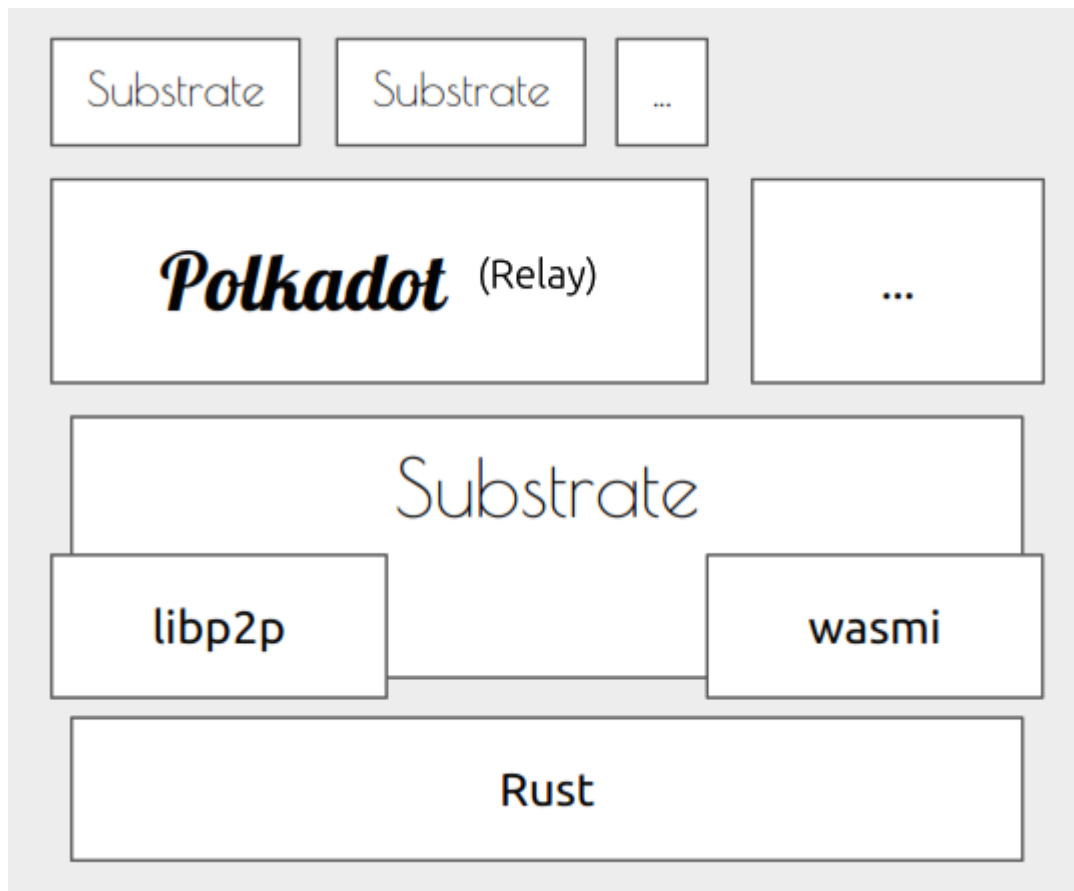 Substrate Substrate ...
Polkadot (Relay) ...
Substrate
libp2p wasmi
Rust